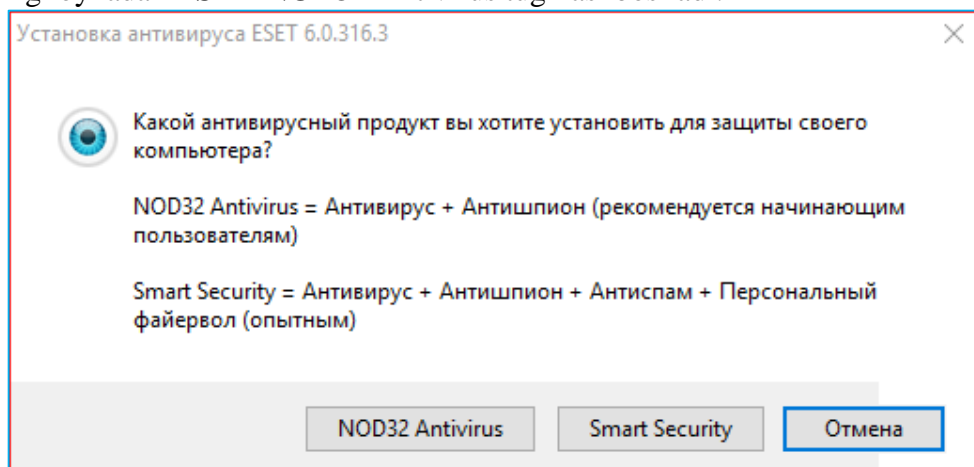 Установка антивируса ESET 6.0.316.3
Какой антивирусный продукт вы хотите установить для защиты своего
компьютера?
NOD32 Antivirus = Антивирус + Антишпион (рекомендуется начинающим
пользователям)
Smart Security = Антивирус + Антишпион + Антиспам + Персональный
файервол (опытным)
NOD32 Antivirus Smart Security Отмена